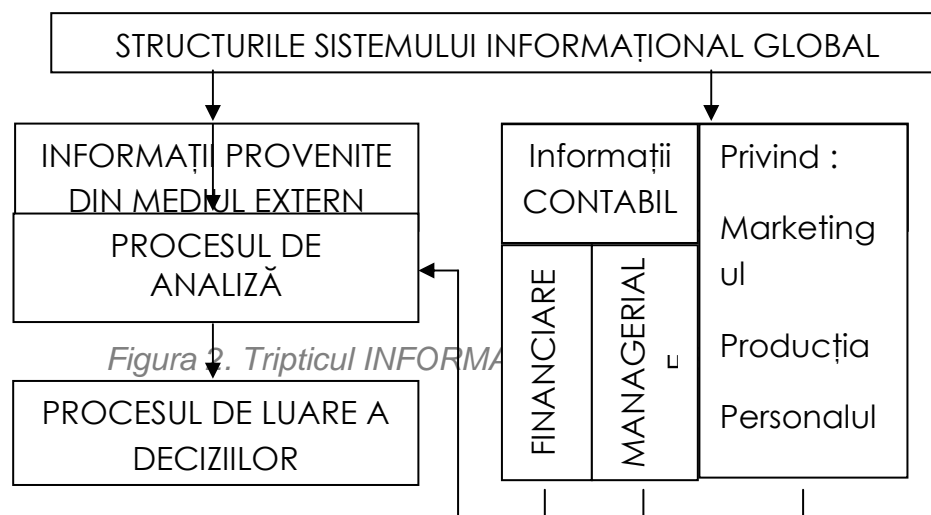 STRUCTURILE SISTEMULUI INFORMAȚIONAL GLOBAL
INFORMAȚII PROVENITE
DIN MEDIUL EXTERN
PROCESUL DE
ANALIZĂ
Figura 2. Tripticul
PROCESUL DE LUARE A
DECIZIILOR
Informații
CONTABIL
FINANCIARE
MANAGERIAL
Privind :
Marketing
ul
Producția
Personalul